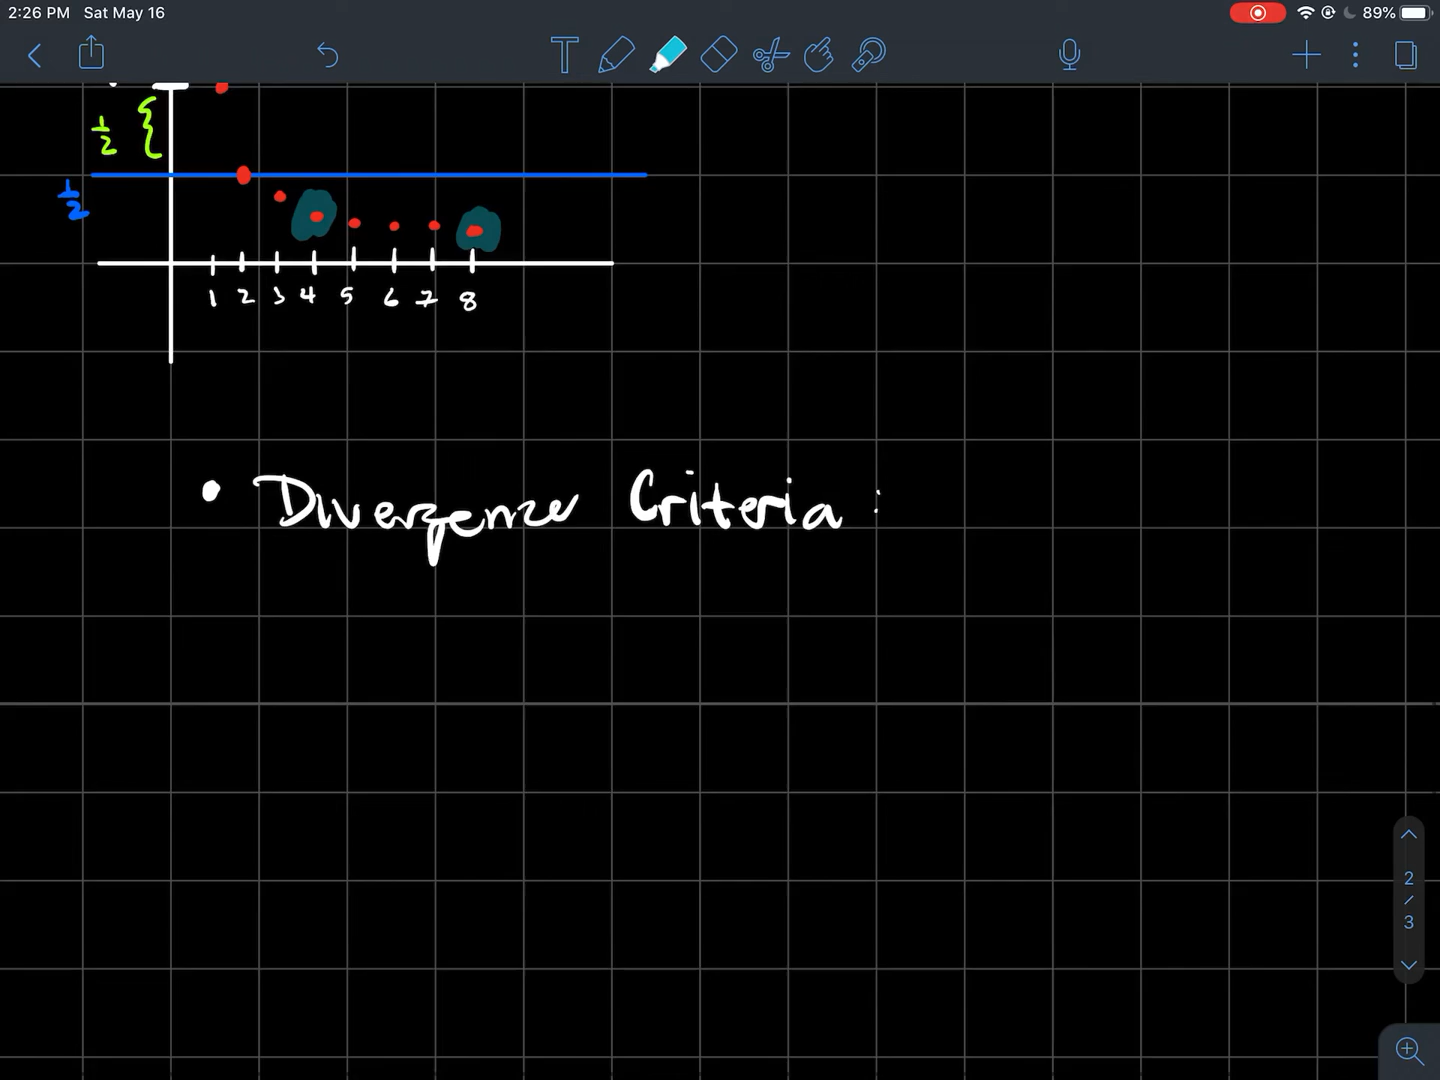 2:26 PM Sat May 16 89%
1/2 {
1/2
1 2 3 4 5 6 7 8
• Divergence Criteria :
2 / 3